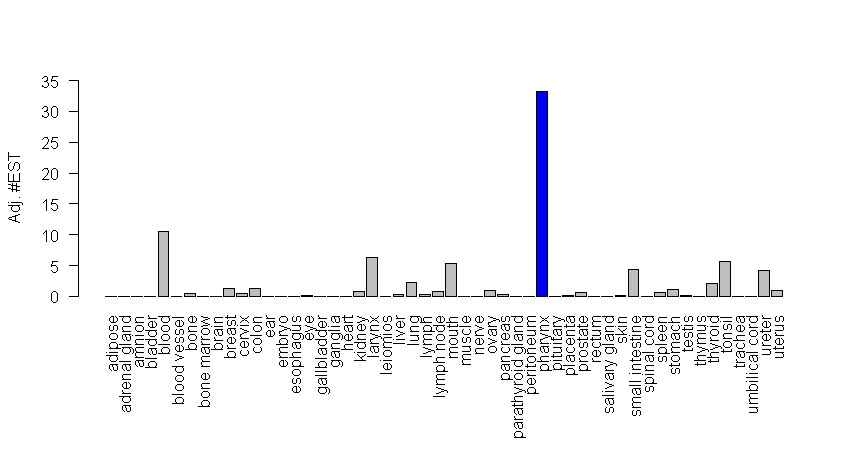 35
30
25
20
15
10
5
0
Adj. #EST
adipose
adrenal gland
amnion
bladder
blood
blood vessel
bone
bone marrow
brain
breast
cervix
colon
ear
embryo
esophagus
eye
gallbladder
ganglia
heart
kidney
larynx
leiomios
liver
lung
lymph
lymph node
mouth
muscle
nerve
ovary
pancreas
parathyroid gland
peritoneum
pharynx
pituitary
placenta
prostate
rectum
salivary gland
skin
small intestine
spinal cord
spleen
stomach
testis
thymus
thyroid
tonsil
trachea
umbilical cord
ureter
uterus